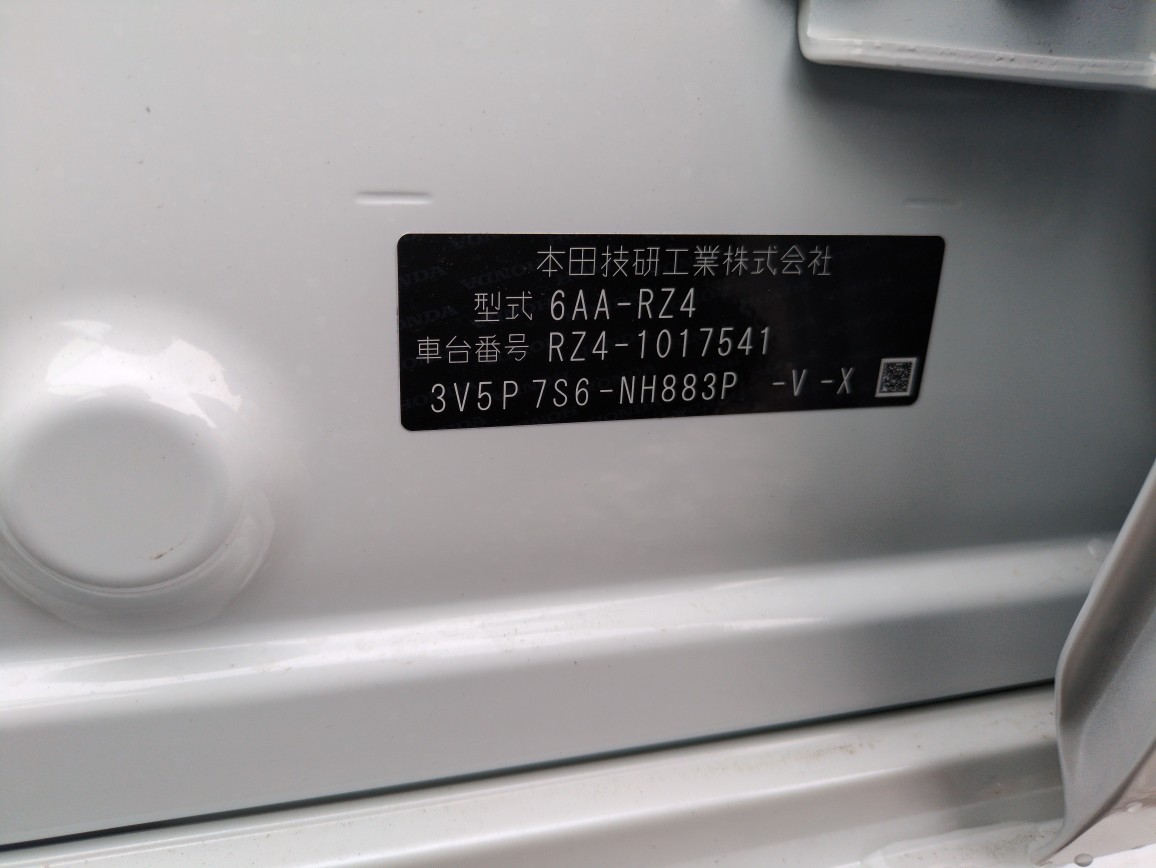 本田技研工業株式会社
型式 6AA-RZ4
車台番号 RZ4-1017541
3V5P 7S6-NH883P -V -X